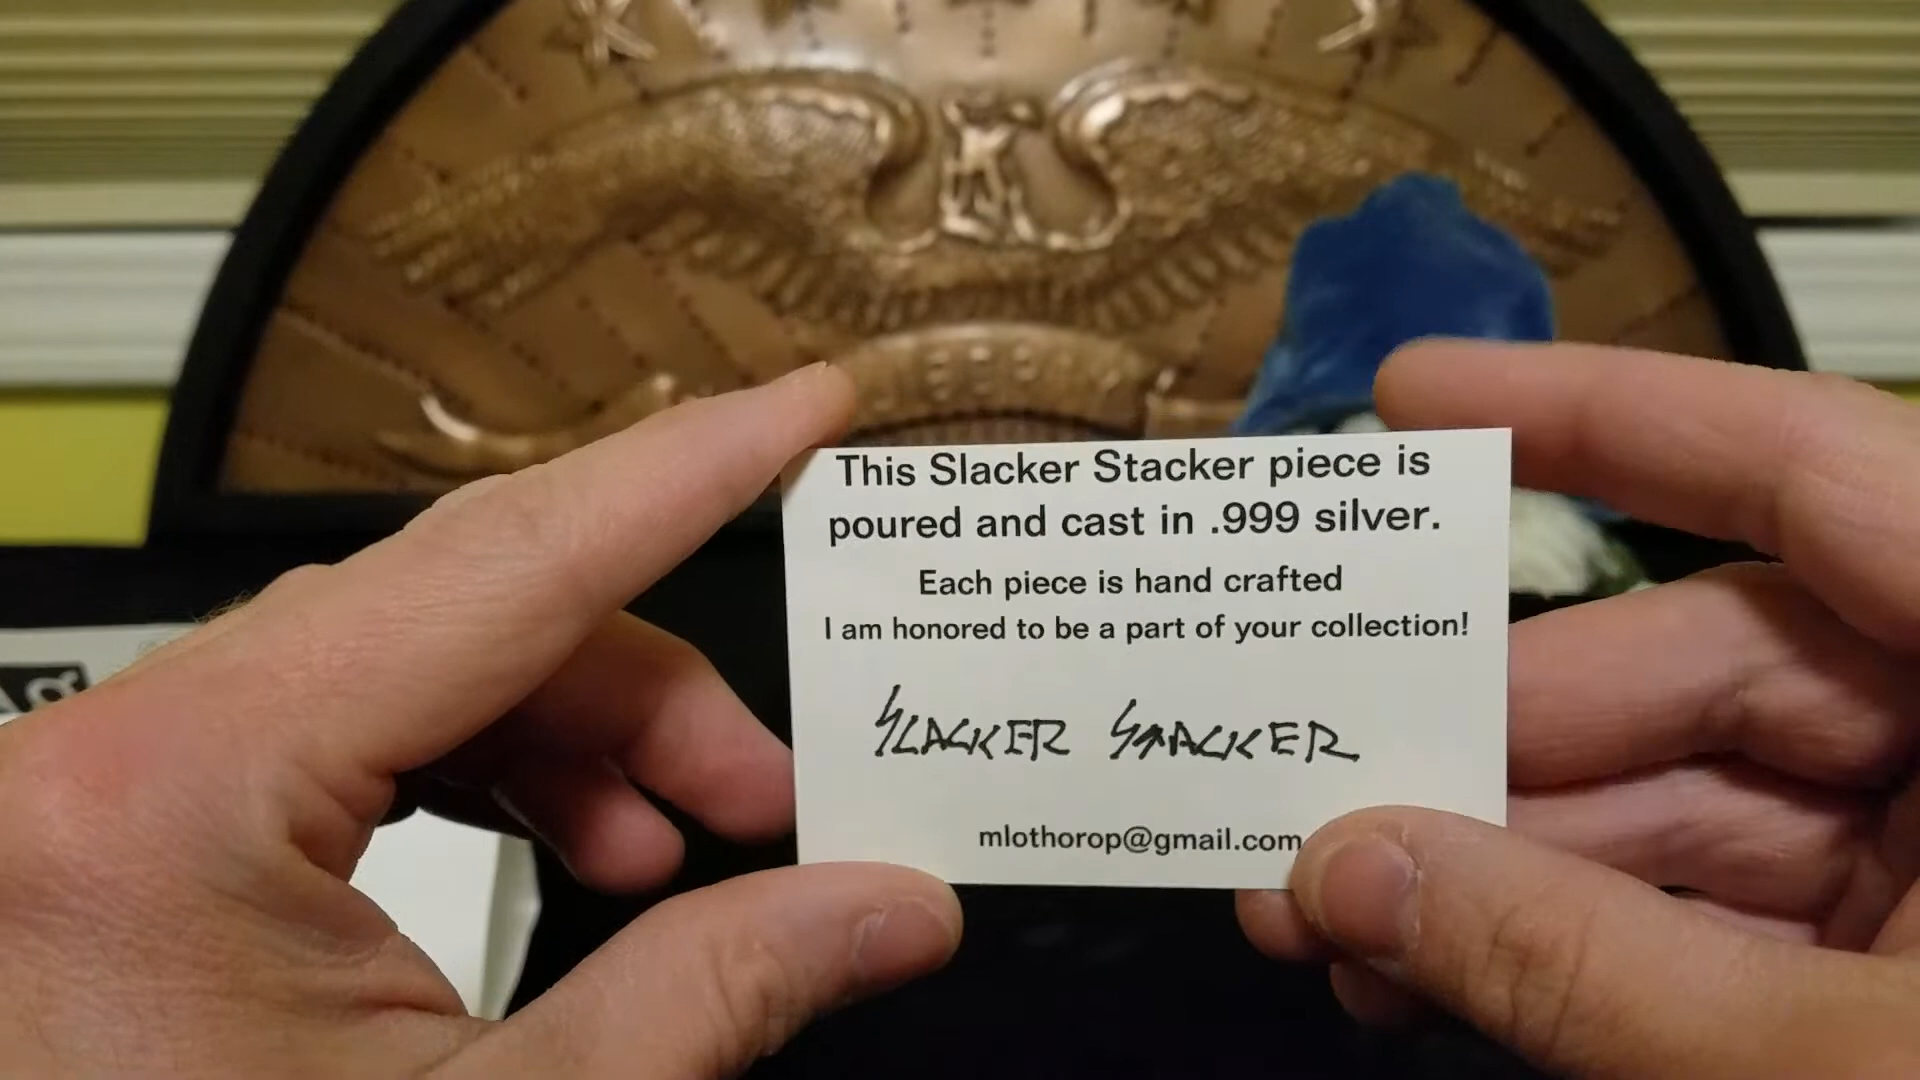 This Slacker Stacker piece is
poured and cast in .999 silver.
Each piece is hand crafted
I am honored to be a part of your collection!
SLACKER STACKER
mlothorop@gmail.com
Ag